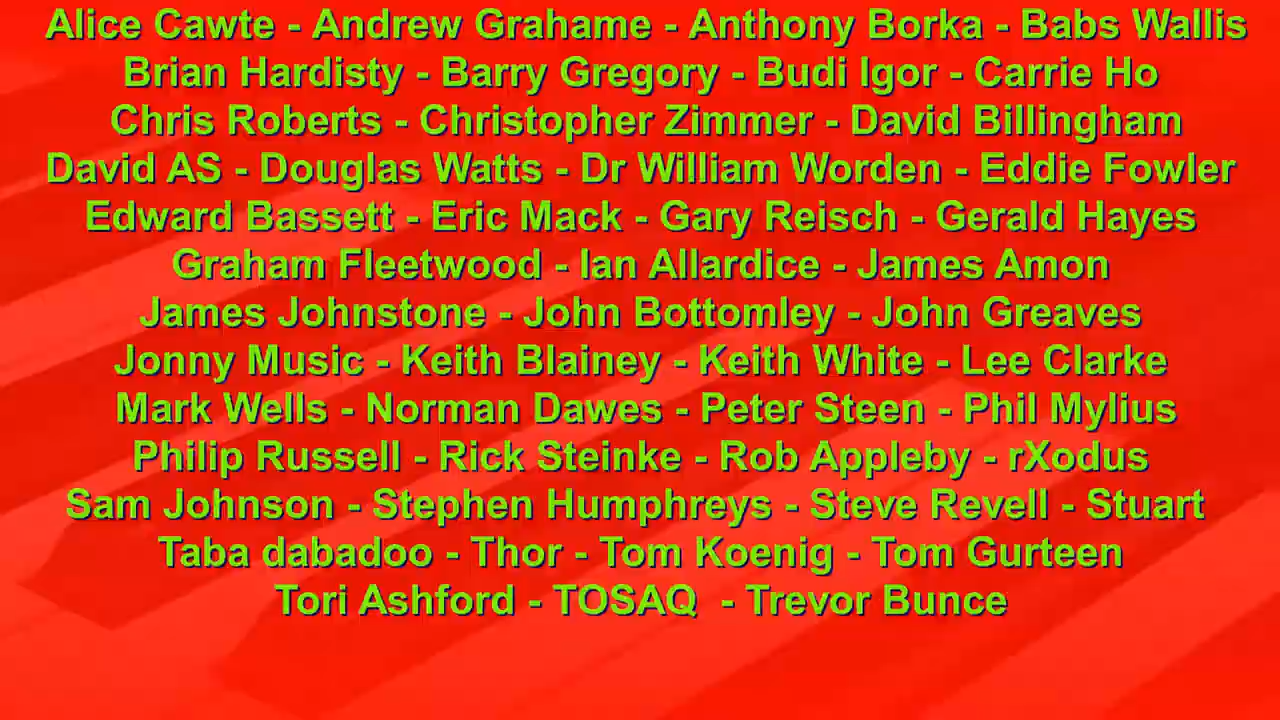 Alice Cawte - Andrew Grahame - Anthony Borka - Babs Wallis
Brian Hardisty - Barry Gregory - Budi Igor - Carrie Ho
Chris Roberts - Christopher Zimmer - David Billingham
David AS - Douglas Watts - Dr William Worden - Eddie Fowler
Edward Bassett - Eric Mack - Gary Reisch - Gerald Hayes
Graham Fleetwood - Ian Allardice - James Amon
James Johnstone - John Bottomley - John Greaves
Jonny Music - Keith Blainey - Keith White - Lee Clarke
Mark Wells - Norman Dawes - Peter Steen - Phil Mylius
Philip Russell - Rick Steinke - Rob Appleby - rXodus
Sam Johnson - Stephen Humphreys - Steve Revell - Stuart
Taba dabadoo - Thor - Tom Koenig - Tom Gurteen
Tori Ashford - TOSAQ  - Trevor Bunce